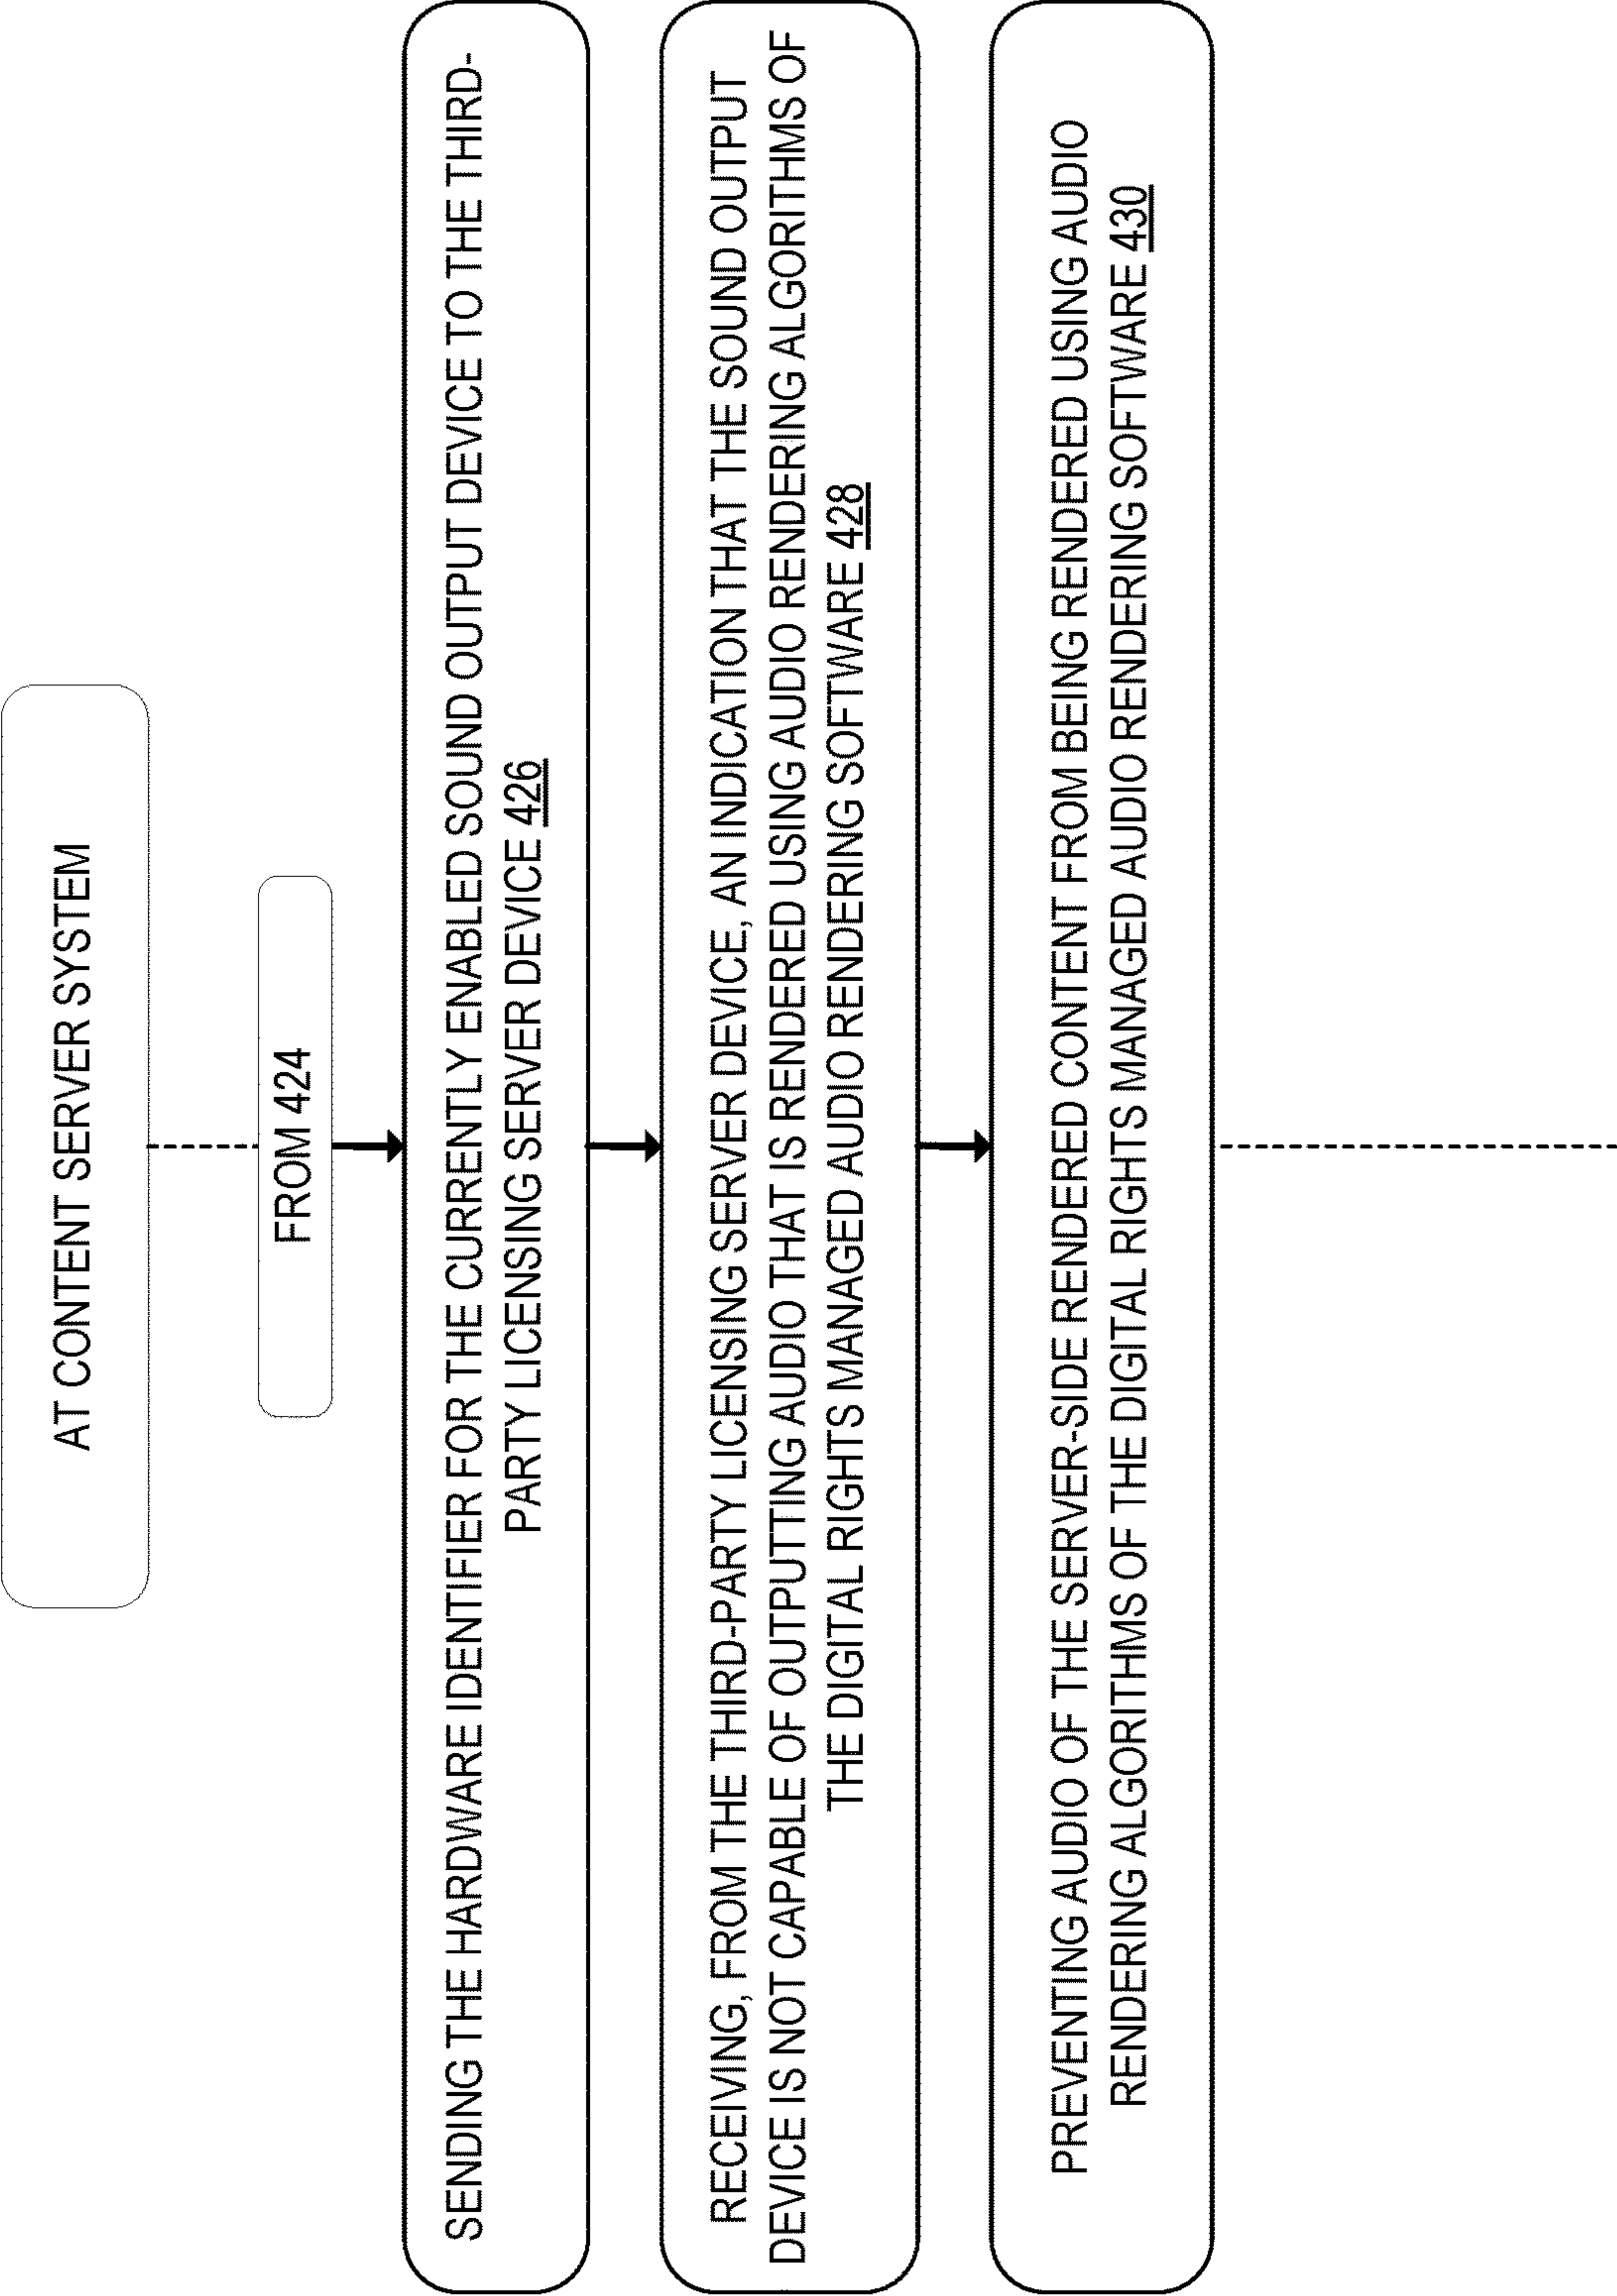 AT CONTENT SERVER SYSTEM
FROM 424
SENDING THE HARDWARE IDENTIFIER FOR THE CURRENTLY ENABLED SOUND OUTPUT DEVICE TO THE THIRD-
PARTY LICENSING SERVER DEVICE 426
RECEIVING, FROM THE THIRD-PARTY LICENSING SERVER DEVICE, AN INDICATION THAT THE SOUND OUTPUT
DEVICE IS NOT CAPABLE OF OUTPUTTING AUDIO THAT IS RENDERED USING AUDIO RENDERING ALGORITHMS OF
THE DIGITAL RIGHTS MANAGED AUDIO RENDERING SOFTWARE 428
PREVENTING AUDIO OF THE SERVER-SIDE RENDERED CONTENT FROM BEING RENDERED USING AUDIO
RENDERING ALGORITHMS OF THE DIGITAL RIGHTS MANAGED AUDIO RENDERING SOFTWARE 430